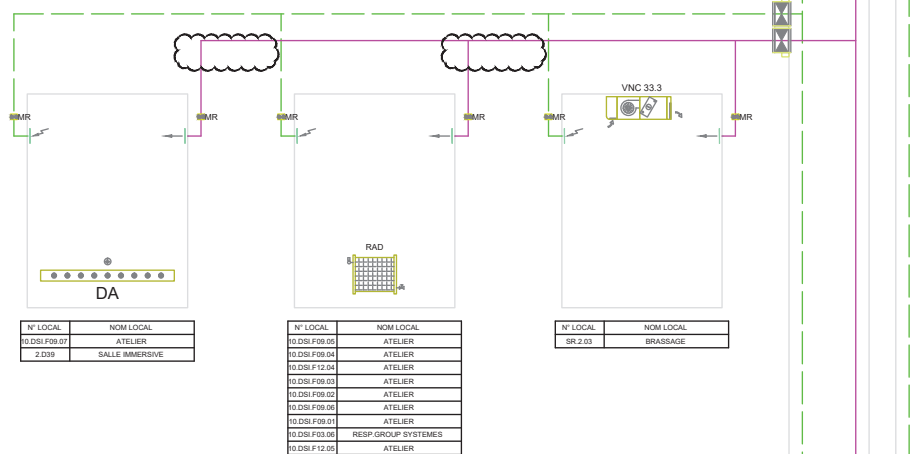 VNC 33.3
MR
MR
MR
MR
MR
MR
RAD
DA
N° LOCAL NOM LOCAL
10.DSI.F09.07 ATELIER
2.D39 SALLE IMMERSIVE
N° LOCAL NOM LOCAL
10.DSI.F09.05 ATELIER
10.DSI.F09.04 ATELIER
10.DSI.F12.04 ATELIER
10.DSI.F09.03 ATELIER
10.DSI.F09.02 ATELIER
10.DSI.F09.06 ATELIER
10.DSI.F09.01 ATELIER
10.DSI.F03.06 RESP.GROUP SYSTEMES
10.DSI.F12.05 ATELIER
N° LOCAL NOM LOCAL
SR.2.03 BRASSAGE